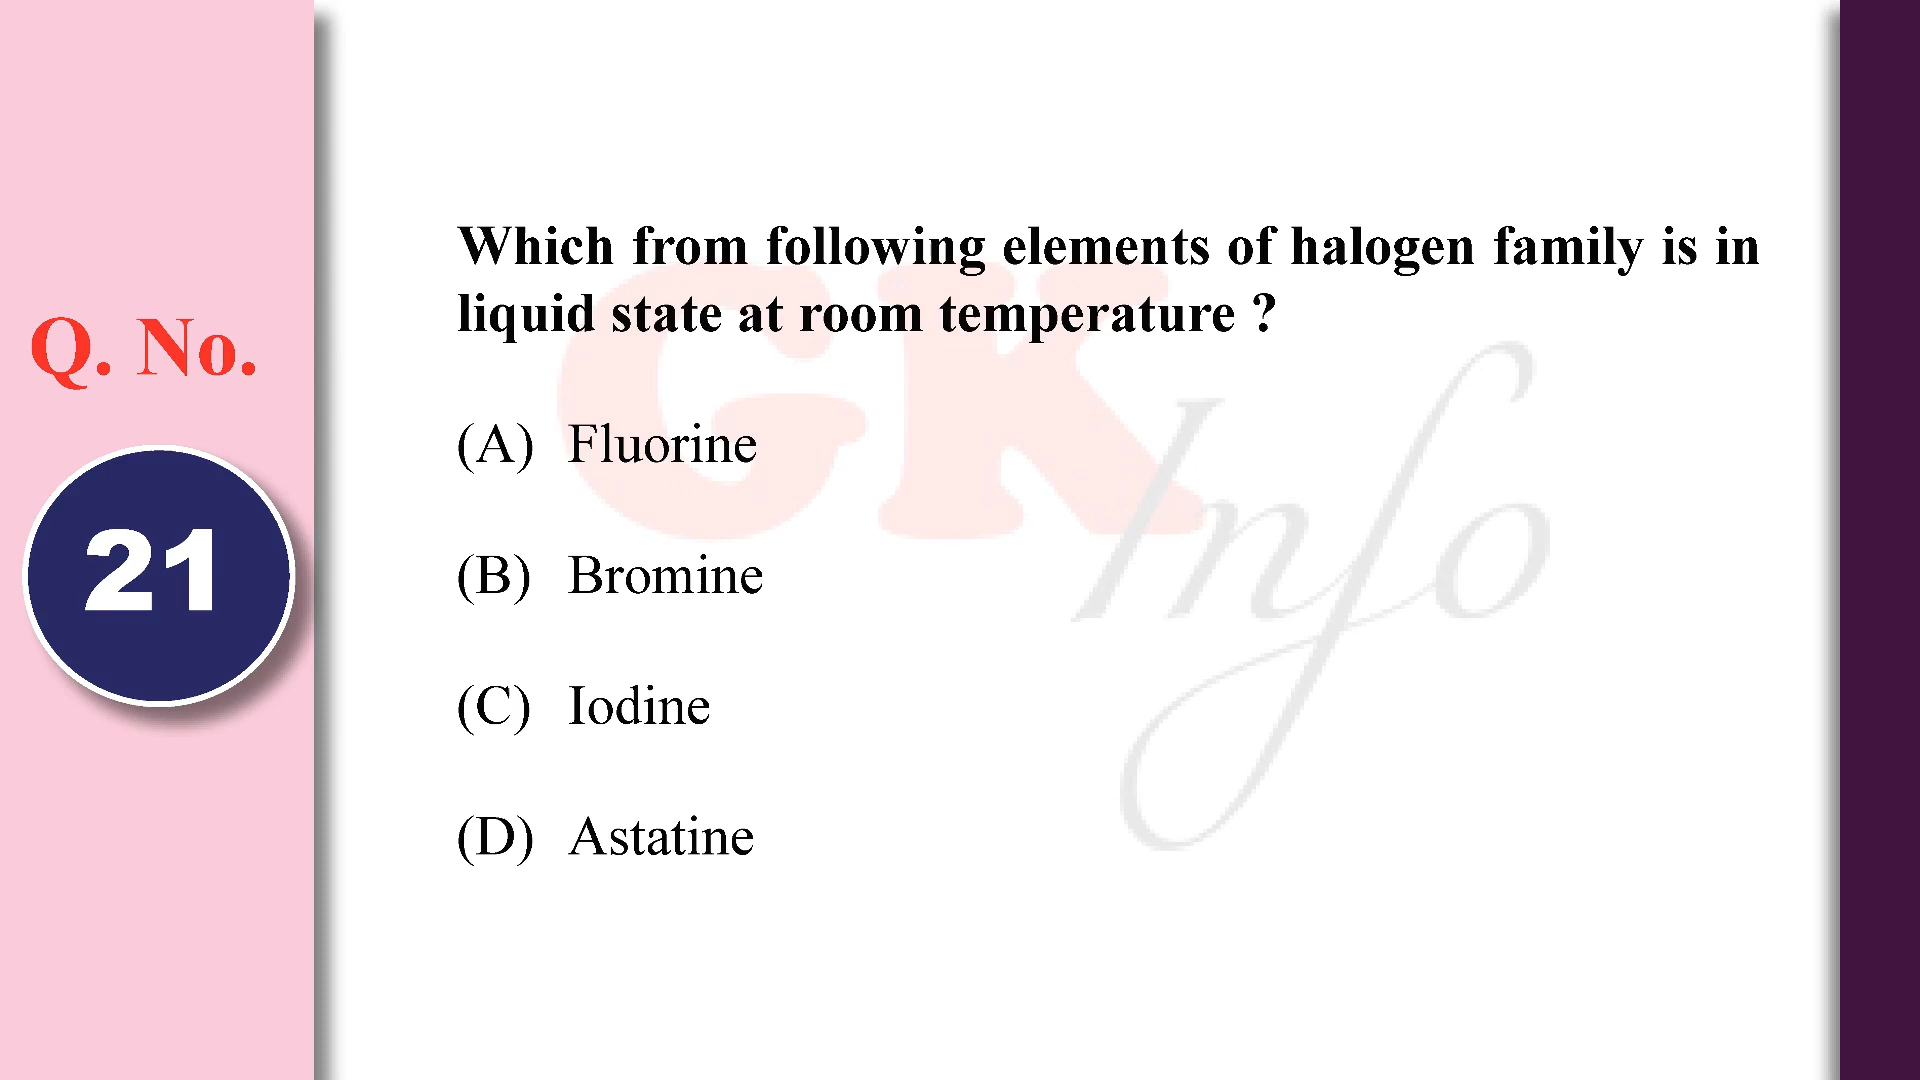 Q. No.
21
Which from following elements of halogen family is in
liquid state at room temperature ?
(A) Fluorine
(B) Bromine
(C) Iodine
(D) Astatine
GK
Info